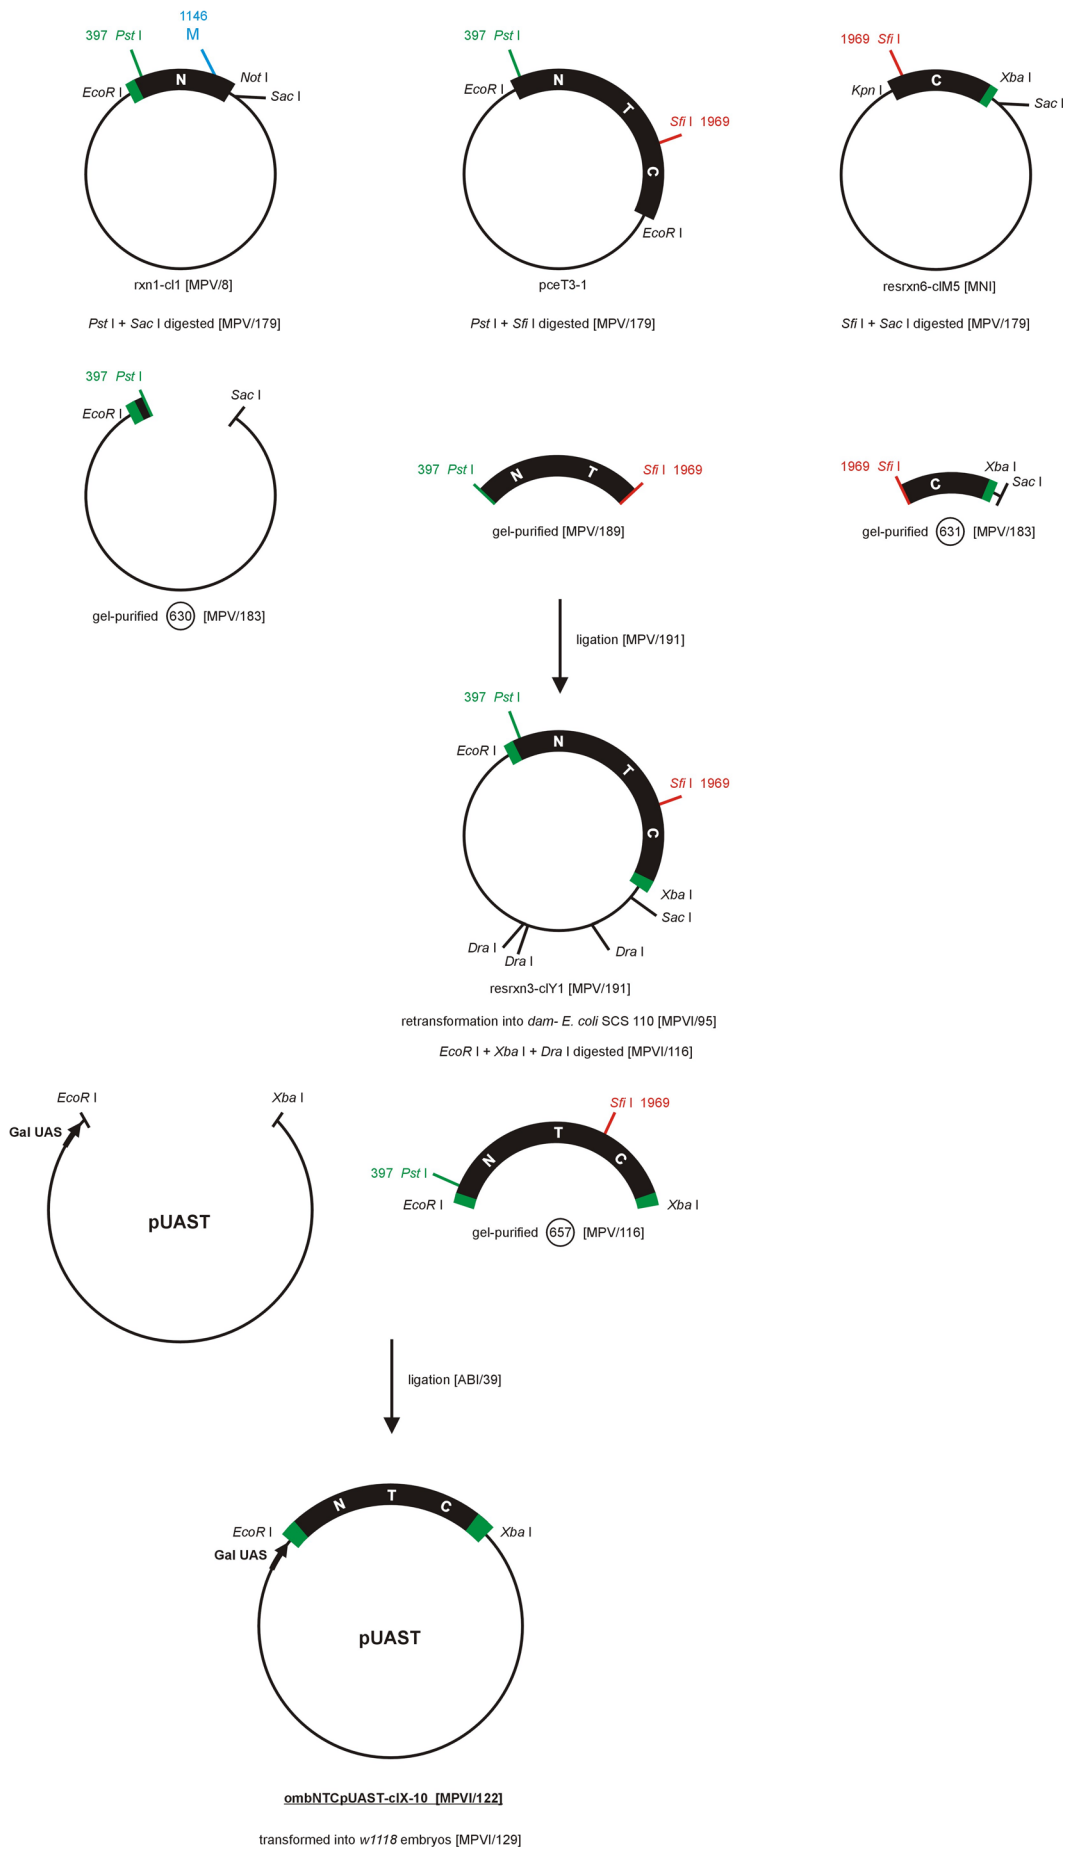 1146
M
397 Pst I
N
EcoR I
Not I
Sac I
rxn1-cl1 [MPV/8]
Pst I + Sac I digested [MPV/179]
397 Pst I
EcoR I
N
T
C
Sfi I 1969
EcoR I
pceT3-1
Pst I + Sfi I digested [MPV/179]
1969 Sfi I
Kpn I
C
Xba I
Sac I
resrxn6-clM5 [MNI]
Sfi I + Sac I digested [MPV/179]
397 Pst I
EcoR I
Sac I
gel-purified 630 [MPV/183]
397 Pst I
N
T
Sfi I 1969
gel-purified [MPV/189]
1969 Sfi I
C
Xba I
Sac I
gel-purified 631 [MPV/183]
ligation [MPV/191]
397 Pst I
EcoR I
N
T
Sfi I 1969
C
Xba I
Sac I
Dra I
Dra I
Dra I
resrxn3-clY1 [MPV/191]
retransformation into dam- E. coli SCS 110 [MPVI/95]
EcoR I + Xba I + Dra I digested [MPVI/116]
EcoR I
Xba I
Gal UAS
pUAST
Sfi I 1969
N
T
C
397 Pst I
EcoR I
Xba I
gel-purified 657 [MPV/116]
ligation [ABI/39]
N
T
C
EcoR I
Xba I
Gal UAS
pUAST
ombNTCpUAST-clX-10 [MPVI/122]
transformed into w1118 embryos [MPVI/129]